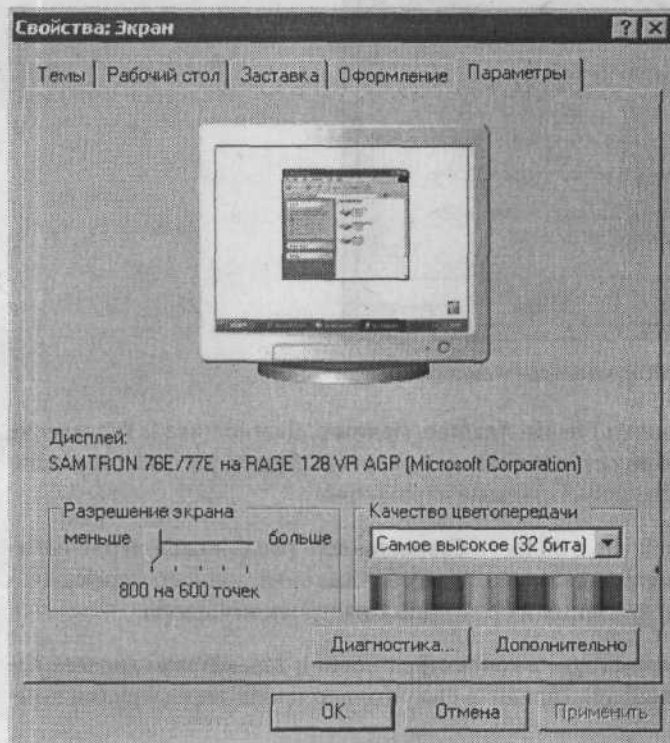 Свойства: Экран
Темы Рабочий стол Заставка Оформление Параметры
Дисплей:
SAMTRON 76E/77E на RAGE 128 VR AGP (Microsoft Corporation)
Разрешение экрана
меньше больше
800 на 600 точек
Качество цветопередачи
Самое высокое (32 бита)
Диагностика... Дополнительно
OK Отмена Применить